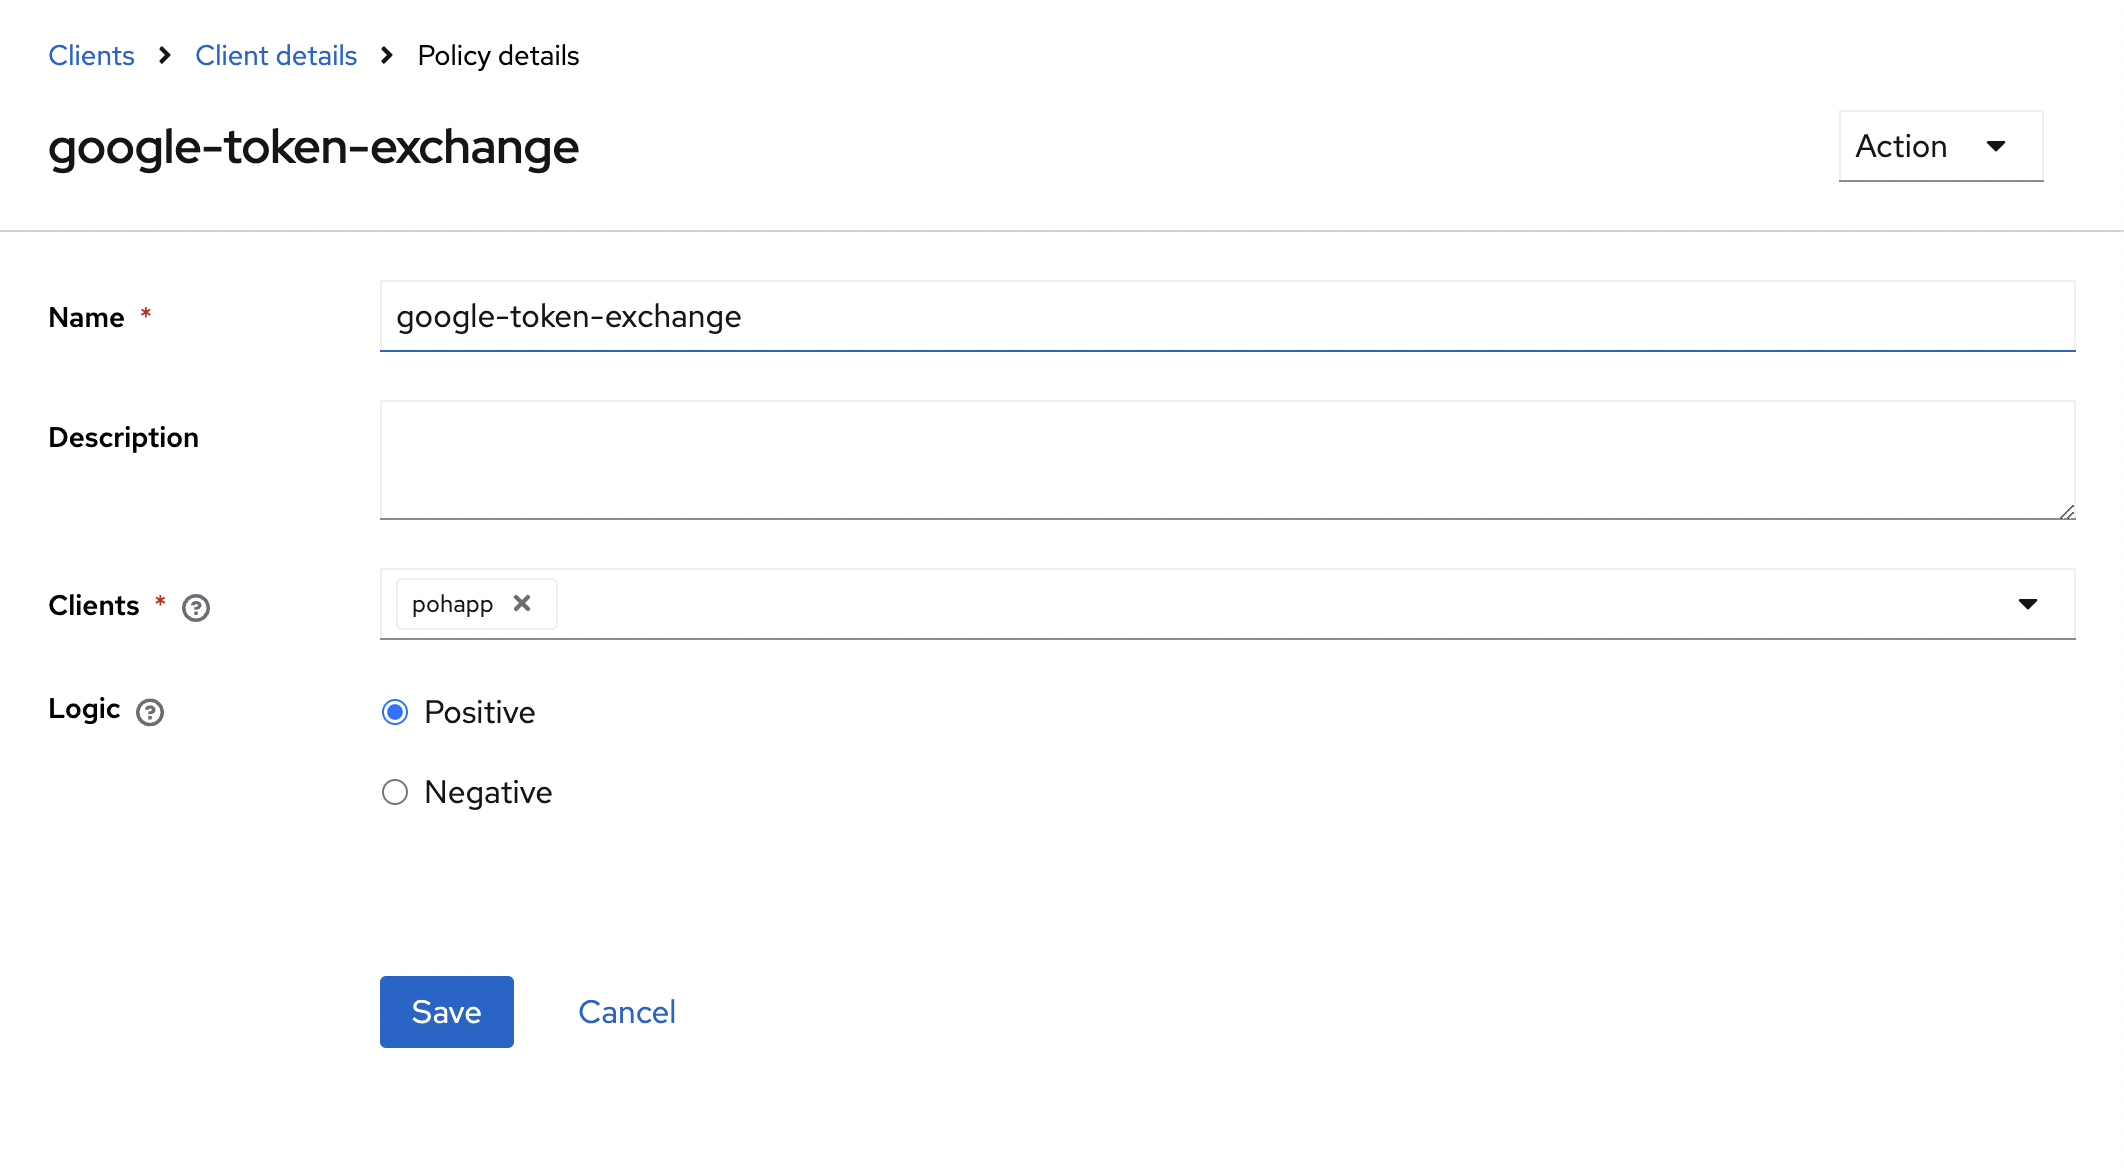 Clients > Client details > Policy details
google-token-exchange
Action
Name *
google-token-exchange
Description
Clients *
pohapp
Logic
Positive
Negative
Save
Cancel